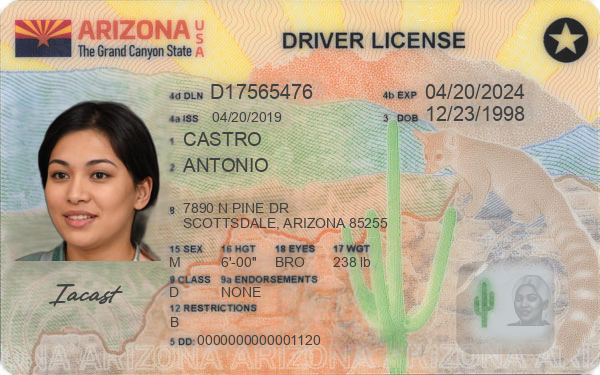 ARIZONA USA
The Grand Canyon State
DRIVER LICENSE
4d DLN D17565476
4b EXP 04/20/2024
4a ISS 04/20/2019
3 DOB 12/23/1998
1 CASTRO
2 ANTONIO
8 7890 N PINE DR
SCOTTSDALE, ARIZONA 85255
15 SEX 16 HGT 18 EYES 17 WGT
M 6'-00" BRO 238 lb
9 CLASS 9a ENDORSEMENTS
D NONE
12 RESTRICTIONS
B
5 DD: 0000000000001120
Iacast
ARIZONA ARIZONA ARIZONA ARIZONA